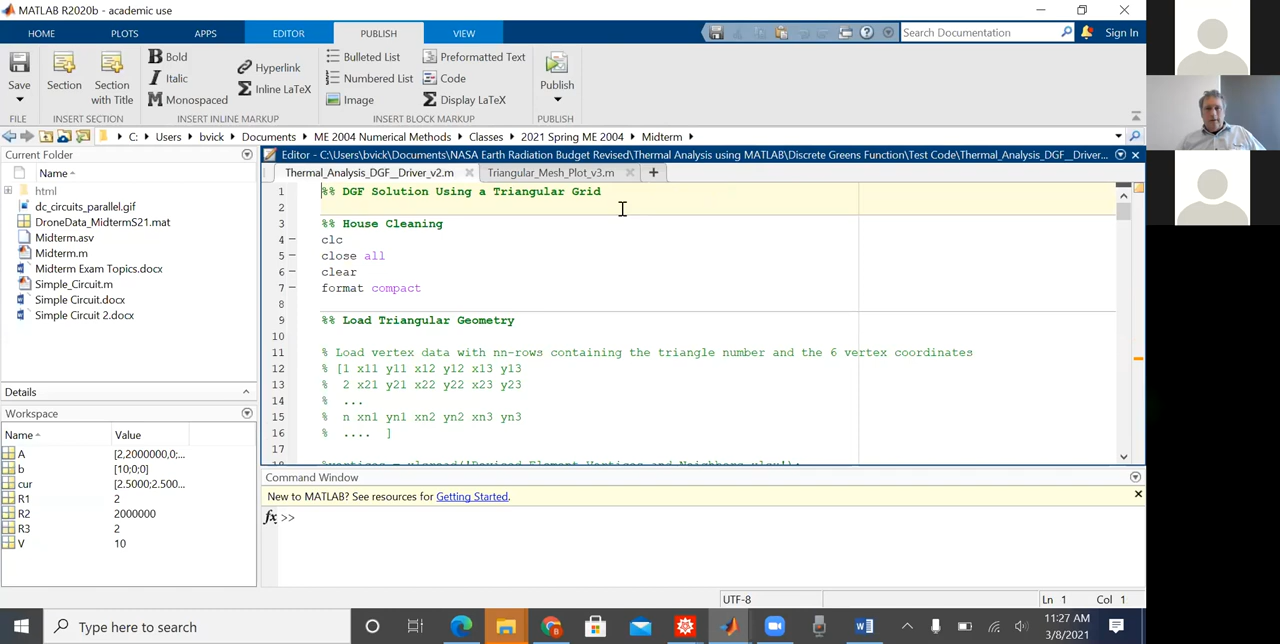 MATLAB R2020b - academic use
HOME PLOTS APPS EDITOR PUBLISH VIEW
Search Documentation Sign In
Save Section Section with Title
Bold Italic Monospaced
Hyperlink Inline LaTeX
Bulleted List Numbered List Image
Preformatted Text Code Display LaTeX
Publish
FILE INSERT SECTION INSERT INLINE MARKUP INSERT BLOCK MARKUP PUBLISH
C: Users bvick Documents ME 2004 Numerical Methods Classes 2021 Spring ME 2004 Midterm
Current Folder
Name
html
dc_circuits_parallel.gif
DroneData_MidtermS21.mat
Midterm.asv
Midterm.m
Midterm Exam Topics.docx
Simple_Circuit.m
Simple Circuit.docx
Simple Circuit 2.docx
Details
Workspace
Name Value
A [2,2000000,0;...
b [10;0;0]
cur [2.5000;2.500...
R1 2
R2 2000000
R3 2
V 10
Editor - C:\Users\bvick\Documents\NASA Earth Radiation Budget Revised\Thermal Analysis using MATLAB\Discrete Greens Function\Test Code\Thermal_Analysis_DGF__Driver...
Thermal_Analysis_DGF__Driver_v2.m Triangular_Mesh_Plot_v3.m
1 %% DGF Solution Using a Triangular Grid
2
3 %% House Cleaning
4 clc
5 close all
6 clear
7 format compact
8
9 %% Load Triangular Geometry
10
11 % Load vertex data with nn-rows containing the triangle number and the 6 vertex coordinates
12 % [1 x11 y11 x12 y12 x13 y13
13 % 2 x21 y21 x22 y22 x23 y23
14 % ...
15 % n xn1 yn1 xn2 yn2 xn3 yn3
16 % .... ]
17
18 %vertices = xlsread('Revised Element Vertices and Neighbors.xlsx');
Command Window
New to MATLAB? See resources for Getting Started.
fx >>
UTF-8 Ln 1 Col 1
Type here to search
11:27 AM
3/8/2021